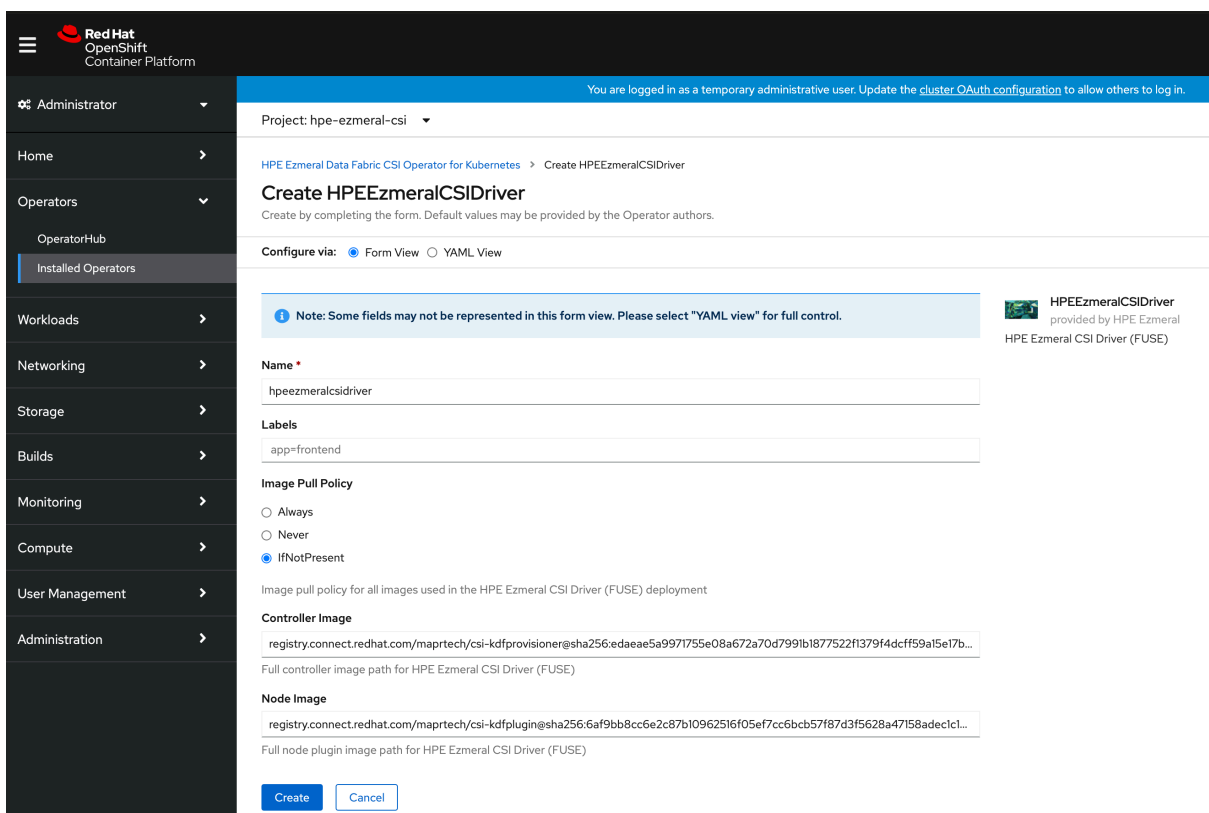 Red Hat
OpenShift
Container Platform
Administrator
Home
Operators
OperatorHub
Installed Operators
Workloads
Networking
Storage
Builds
Monitoring
Compute
User Management
Administration
You are logged in as a temporary administrative user. Update the cluster OAuth configuration to allow others to log in.
Project: hpe-ezmeral-csi
HPE Ezmeral Data Fabric CSI Operator for Kubernetes > Create HPEEzmeralCSIDriver
Create HPEEzmeralCSIDriver
Create by completing the form. Default values may be provided by the Operator authors.
Configure via: Form View YAML View
Note: Some fields may not be represented in this form view. Please select "YAML view" for full control.
Name *
hpeezmeralcsidriver
Labels
app=frontend
Image Pull Policy
Always
Never
IfNotPresent
Image pull policy for all images used in the HPE Ezmeral CSI Driver (FUSE) deployment
Controller Image
registry.connect.redhat.com/maprtech/csi-kdfprovisioner@sha256:edaeae5a9971755e08a672a70d7991b1877522f1379f4dcff59a15e17b...
Full controller image path for HPE Ezmeral CSI Driver (FUSE)
Node Image
registry.connect.redhat.com/maprtech/csi-kdfplugin@sha256:6af9bb8cc6e2c87b10962516f05ef7cc6bcb57f87d3f5628a47158adec1c1...
Full node plugin image path for HPE Ezmeral CSI Driver (FUSE)
Create Cancel
HPEEzmeralCSIDriver
provided by HPE Ezmeral
HPE Ezmeral CSI Driver (FUSE)